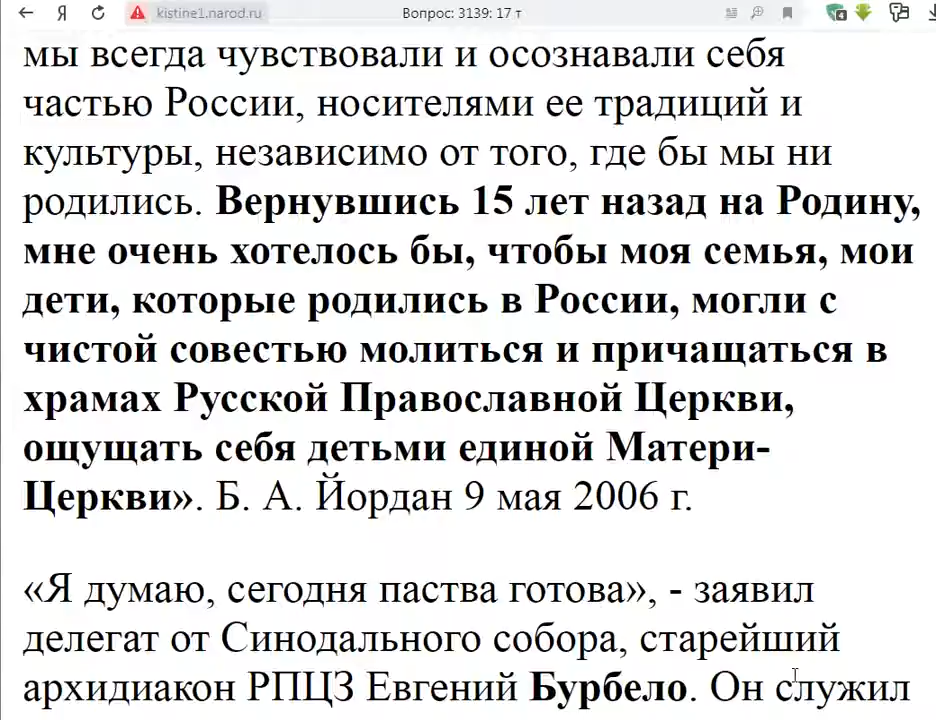 kistine1.narod.ru
Вопрос: 3139: 17 т
4
мы всегда чувствовали и осознавали себя
частью России, носителями ее традиций и
культуры, независимо от того, где бы мы ни
родились. Вернувшись 15 лет назад на Родину,
мне очень хотелось бы, чтобы моя семья, мои
дети, которые родились в России, могли с
чистой совестью молиться и причащаться в
храмах Русской Православной Церкви,
ощущать себя детьми единой Матери-
Церкви». Б. А. Йордан 9 мая 2006 г.
«Я думаю, сегодня паства готова», - заявил
делегат от Синодального собора, старейший
архидиакон РПЦЗ Евгений Бурбело. Он служил